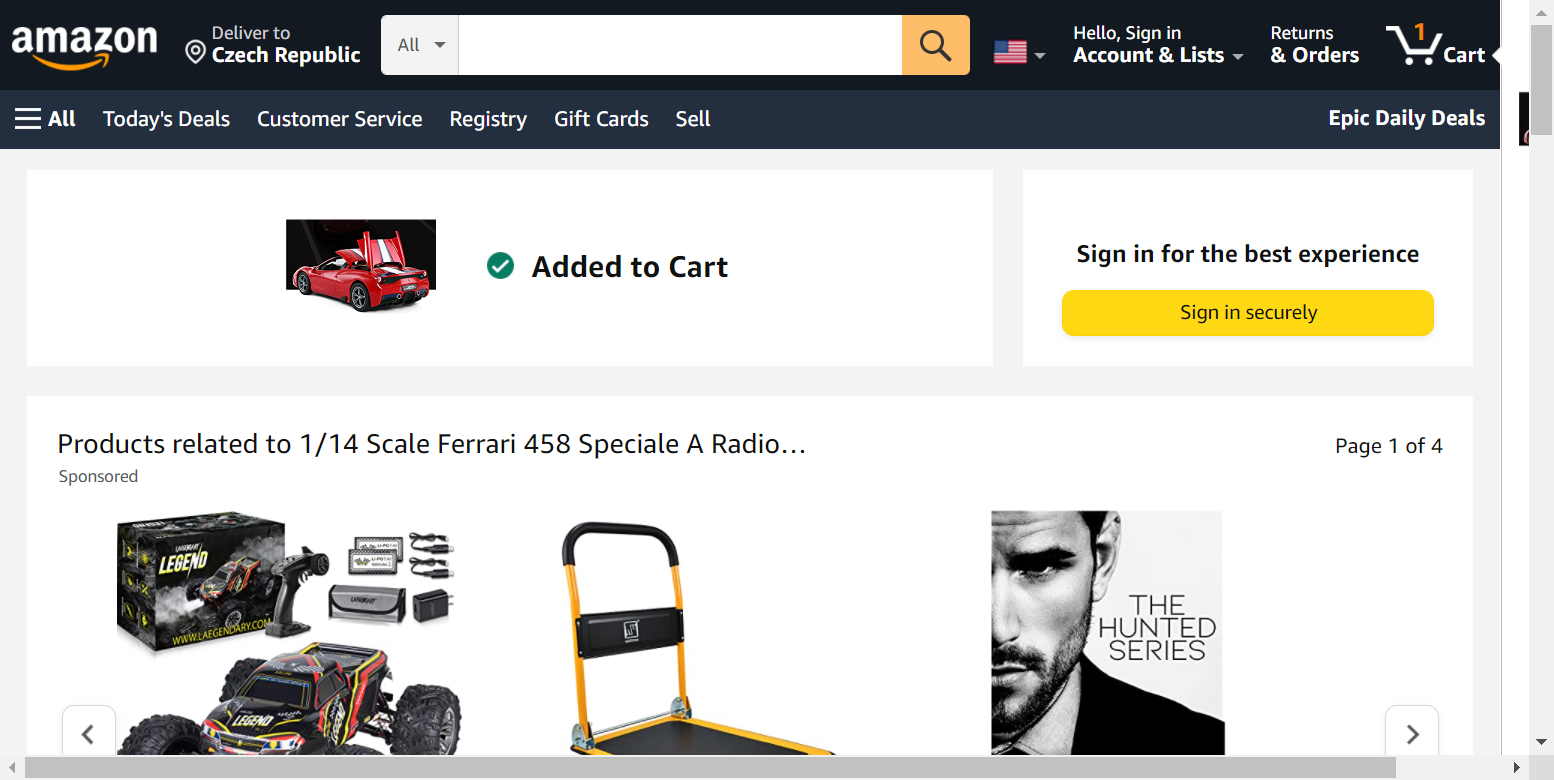 amazon
Deliver to
Czech Republic
All
Hello, Sign in
Account & Lists
Returns
& Orders
1
Cart
All
Today's Deals
Customer Service
Registry
Gift Cards
Sell
Epic Daily Deals
Added to Cart
Sign in for the best experience
Sign in securely
Products related to 1/14 Scale Ferrari 458 Speciale A Radio…
Page 1 of 4
Sponsored
LEGEND
WWW.LAEGENDARY.COM
LI-PO
LEGEND
THE
HUNTED
SERIES